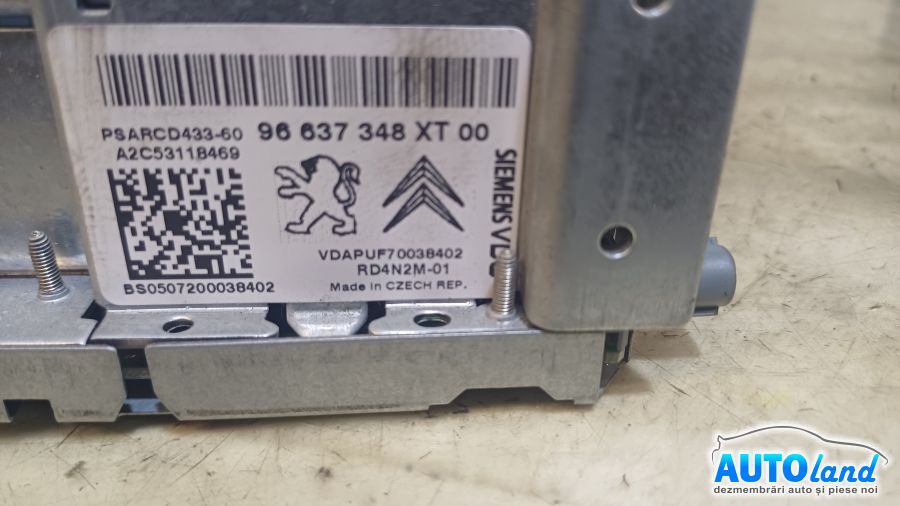 PSARCD433-60 96 637 348 XT 00
A2C53118469
SIEMENS
VDAPUF70038402
RD4N2M-01
BS0507200038402 Made in CZECH REP.
AUTOland
dezmembrări auto și piese noi